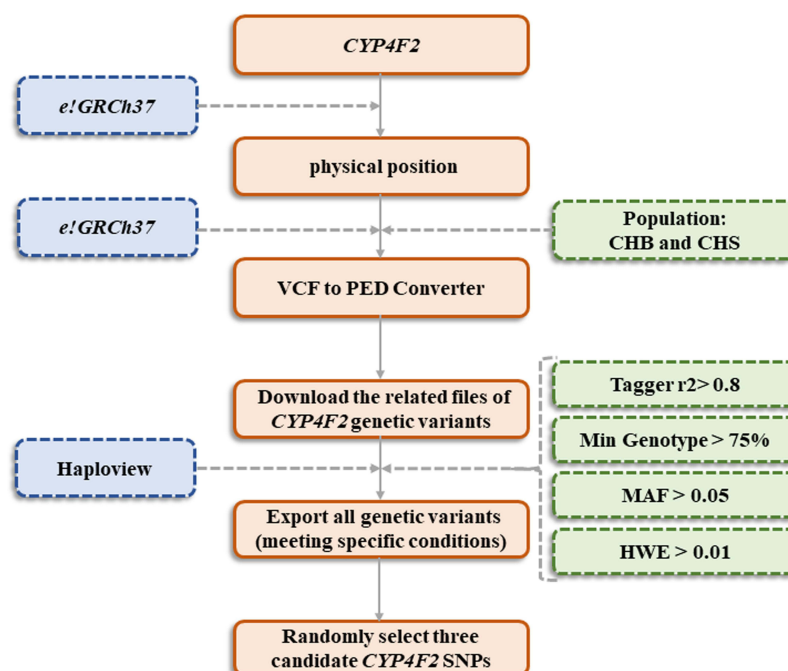 CYP4F2
e!GRCh37
physical position
e!GRCh37
Population:
CHB and CHS
VCF to PED Converter
Download the related files of
CYP4F2 genetic variants
Tagger r2> 0.8
Min Genotype > 75%
Haploview
MAF > 0.05
Export all genetic variants
(meeting specific conditions)
HWE > 0.01
Randomly select three
candidate CYP4F2 SNPs